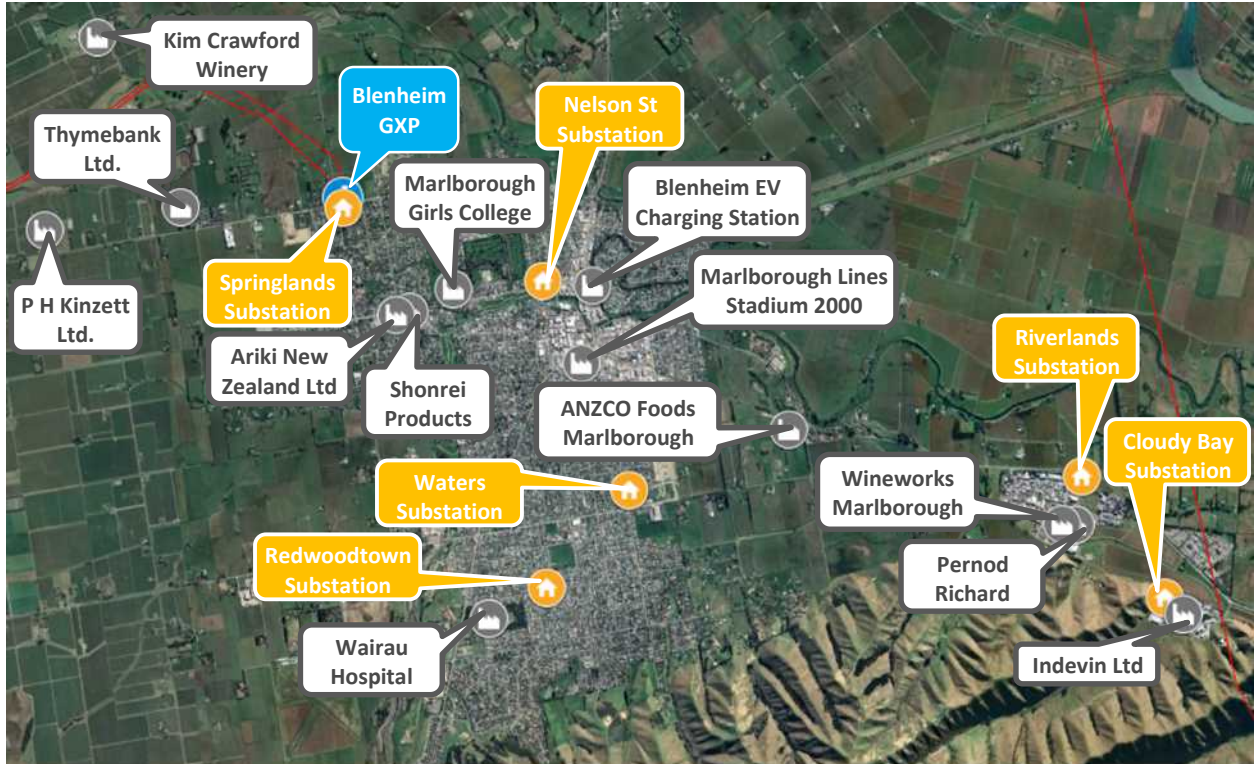 Kim Crawford
Winery
Blenheim
GXP
Nelson St
Substation
Thymebank
Ltd.
Marlborough
Girls College
Blenheim EV
Charging Station
P H Kinzett
Ltd.
Springlands
Substation
Marlborough Lines
Stadium 2000
Ariki New
Zealand Ltd
Shonrei
Products
Riverlands
Substation
ANZCO Foods
Marlborough
Cloudy Bay
Substation
Waters
Substation
Wineworks
Marlborough
Redwoodtown
Substation
Pernod
Richard
Wairau
Hospital
Indevin Ltd